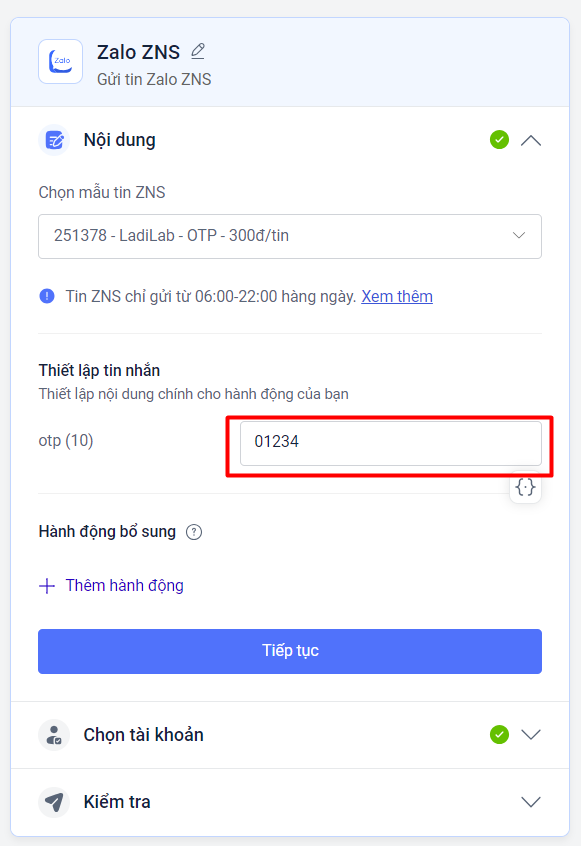 Zalo
Zalo ZNS
Gửi tin Zalo ZNS
Nội dung
Chọn mẫu tin ZNS
251378 - LadiLab - OTP - 300đ/tin
Tin ZNS chỉ gửi từ 06:00-22:00 hàng ngày. Xem thêm
Thiết lập tin nhắn
Thiết lập nội dung chính cho hành động của bạn
otp (10)
01234
{·}
Hành động bổ sung ?
+ Thêm hành động
Tiếp tục
Chọn tài khoản
Kiểm tra